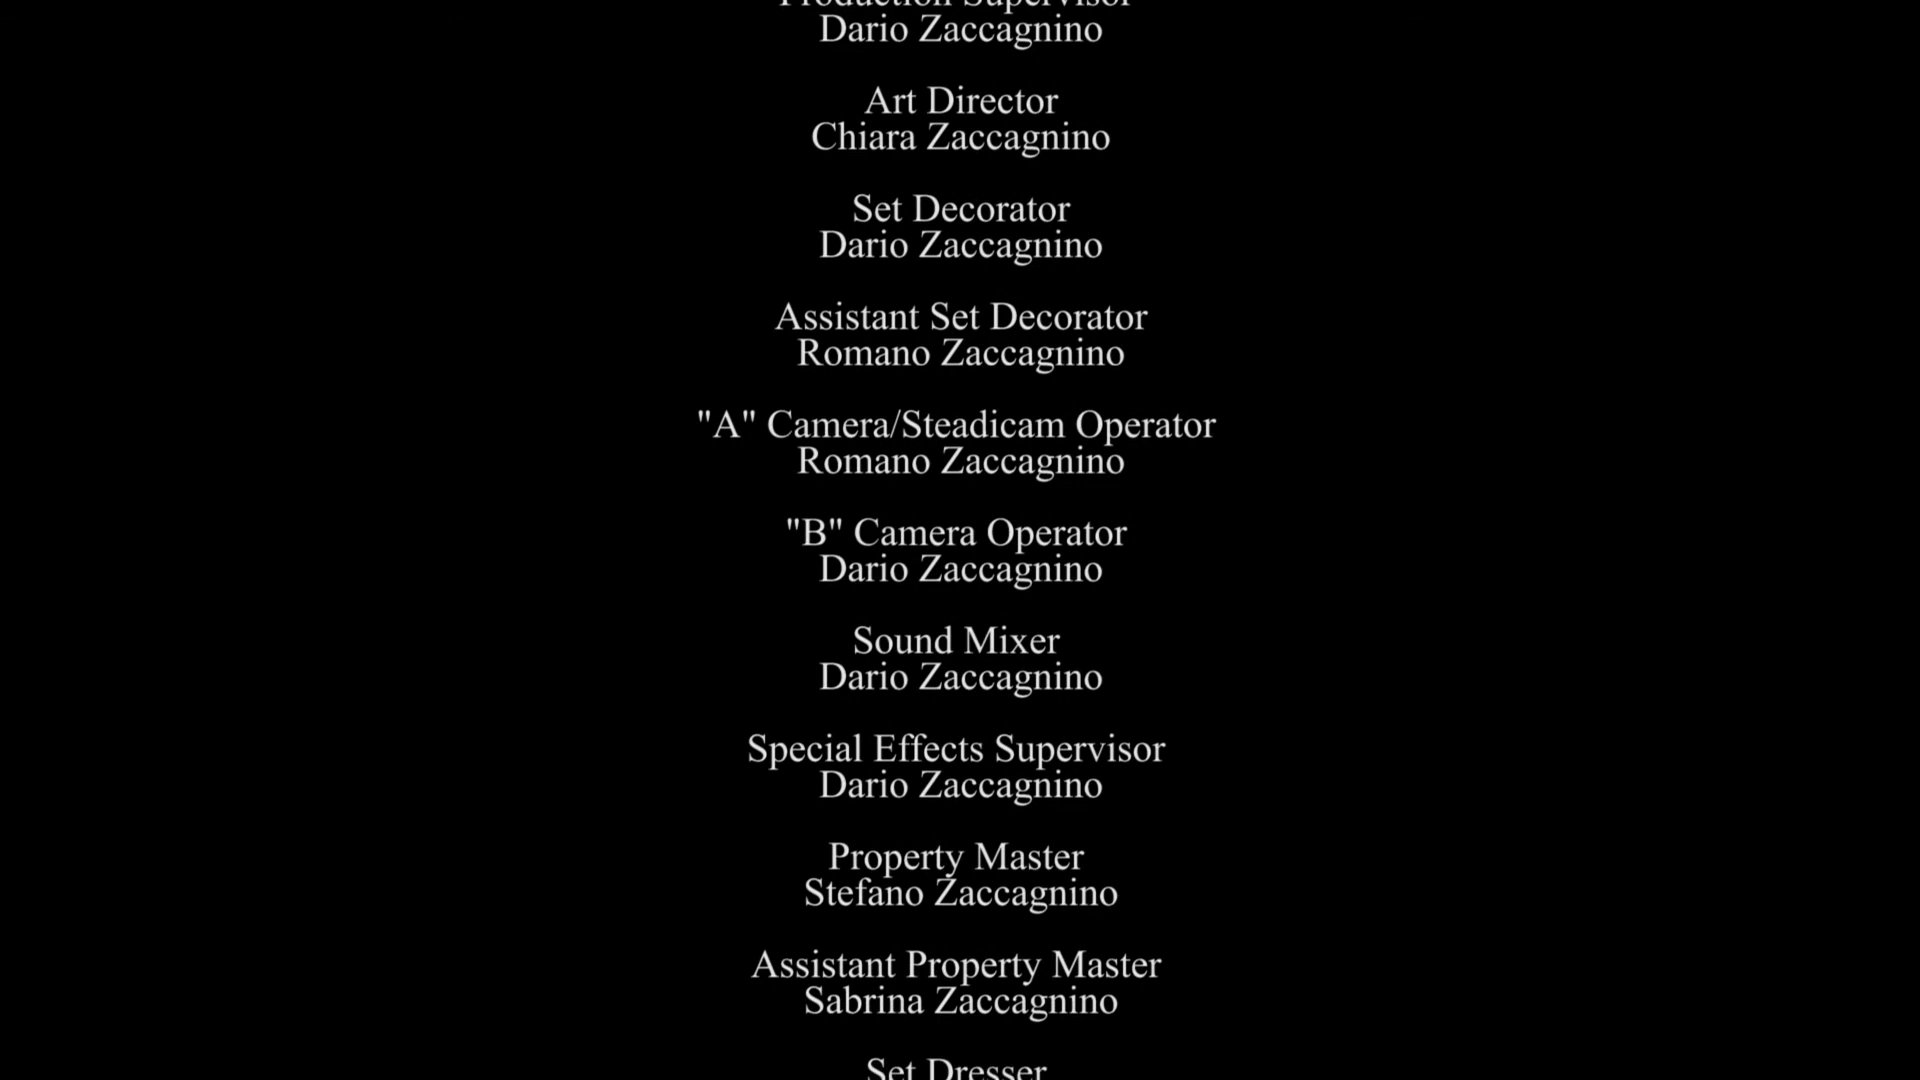 Production Supervisor
Dario Zaccagnino
Art Director
Chiara Zaccagnino
Set Decorator
Dario Zaccagnino
Assistant Set Decorator
Romano Zaccagnino
"A" Camera/Steadicam Operator
Romano Zaccagnino
"B" Camera Operator
Dario Zaccagnino
Sound Mixer
Dario Zaccagnino
Special Effects Supervisor
Dario Zaccagnino
Property Master
Stefano Zaccagnino
Assistant Property Master
Sabrina Zaccagnino
Set Dresser